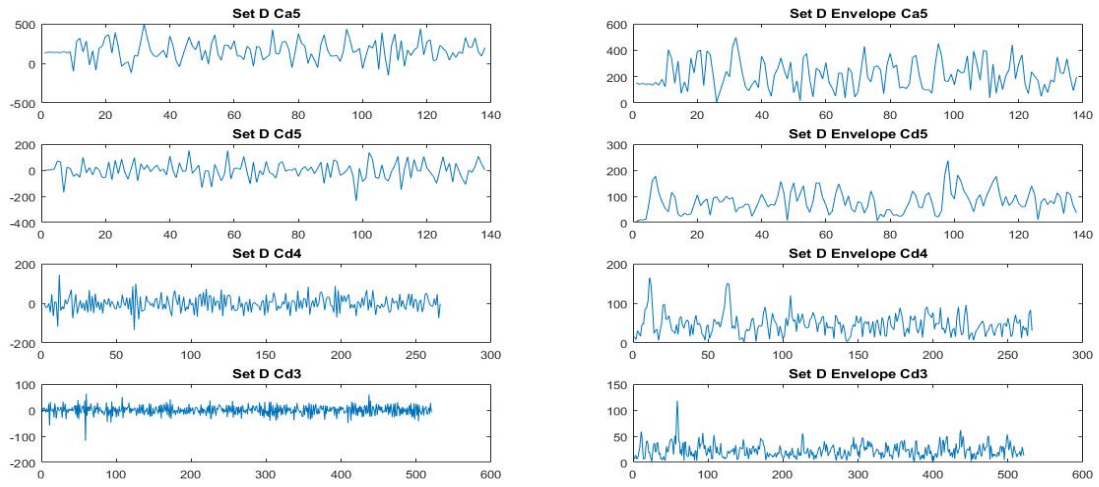 Set D Ca5
500
0
-500
0 20 40 60 80 100 120 140
Set D Cd5
200
0
-200
-400
0 20 40 60 80 100 120 140
Set D Cd4
200
0
-200
0 50 100 150 200 250 300
Set D Cd3
100
0
-100
-200
0 100 200 300 400 500 600
Set D Envelope Ca5
600
400
200
0
0 20 40 60 80 100 120 140
Set D Envelope Cd5
300
200
100
0
0 20 40 60 80 100 120 140
Set D Envelope Cd4
200
100
0
0 50 100 150 200 250 300
Set D Envelope Cd3
150
100
50
0
0 100 200 300 400 500 600